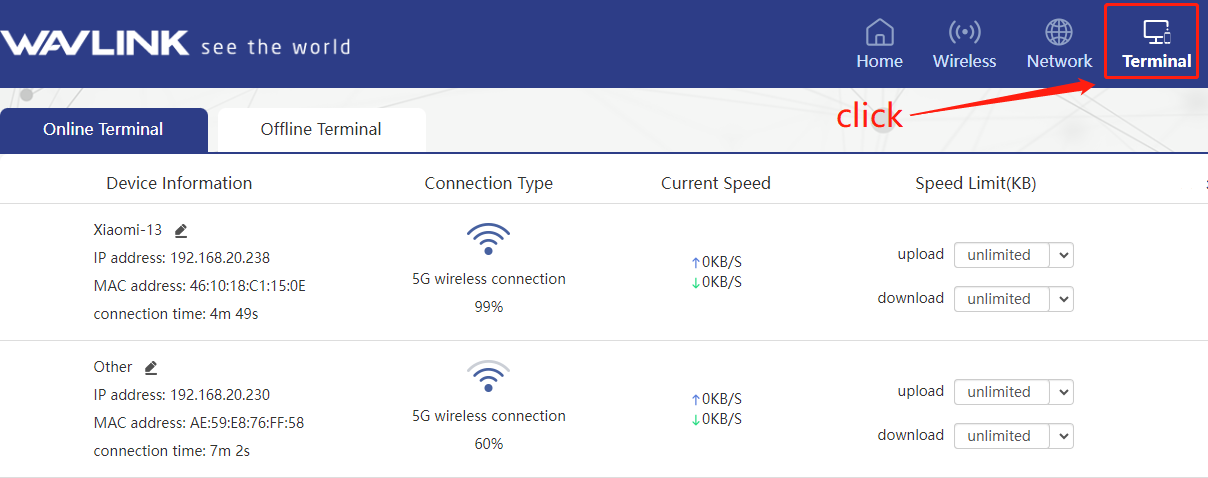 WAVLINK see the world
Home Wireless Network Terminal
click
Online Terminal Offline Terminal
Device Information Connection Type Current Speed Speed Limit(KB)
Xiaomi-13
IP address: 192.168.20.238
MAC address: 46:10:18:C1:15:0E
connection time: 4m 49s
5G wireless connection
99%
↑0KB/S
↓0KB/S
upload unlimited
download unlimited
Other
IP address: 192.168.20.230
MAC address: AE:59:E8:76:FF:58
connection time: 7m 2s
5G wireless connection
60%
↑0KB/S
↓0KB/S
upload unlimited
download unlimited